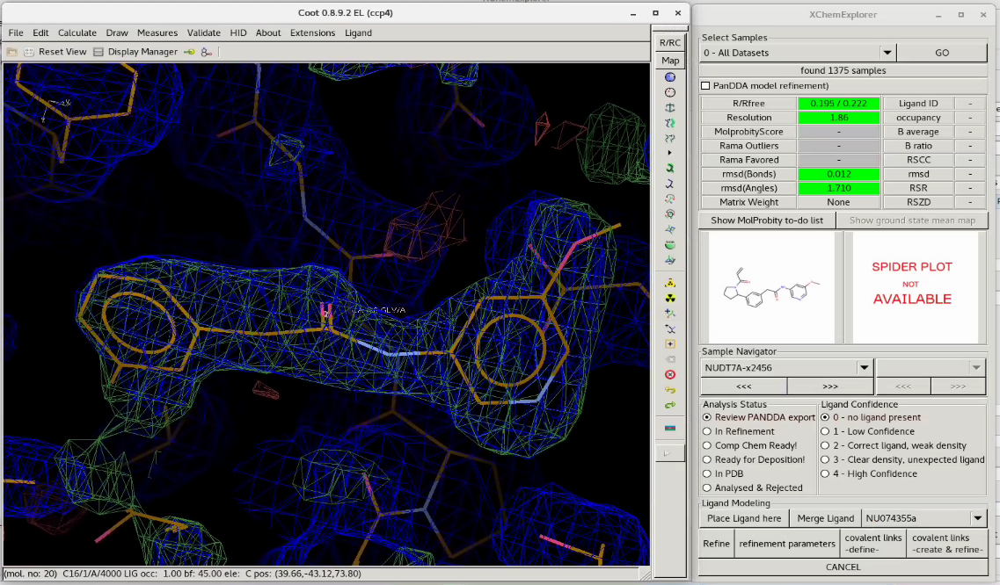 Coot 0.8.9.2 EL (ccp4)
File Edit Calculate Draw Measures Validate HID About Extensions Ligand
Reset View Display Manager
R/RC
Map
(mol. no: 20) C16/1/A/4000 LIG occ: 1.00 bf: 45.00 ele: C pos: (39.66,-43.12,73.80)
XChemExplorer
Select Samples
0 - All Datasets GO
found 1375 samples
PanDDA model refinement)
R/Rfree 0.195 / 0.222 Ligand ID -
Resolution 1.86 occupancy -
MolprobityScore - B average -
Rama Outliers - B ratio -
Rama Favored - RSCC -
rmsd(Bonds) 0.012 rmsd -
rmsd(Angles) 1.710 RSR -
Matrix Weight None RSZD -
Show MolProbity to-do list Show ground state mean map
SPIDER PLOT
NOT
AVAILABLE
Sample Navigator
NUDT7A-x2456
<<< >>> <<< >>>
Analysis Status Ligand Confidence
Review PANDDA export 0 - no ligand present
In Refinement 1 - Low Confidence
Comp Chem Ready! 2 - Correct ligand, weak density
Ready for Deposition! 3 - Clear density, unexpected ligand
In PDB 4 - High Confidence
Analysed & Rejected
Ligand Modeling
Place Ligand here Merge Ligand NU074355a
Refine refinement parameters covalent links -define- covalent links -create & refine-
CANCEL